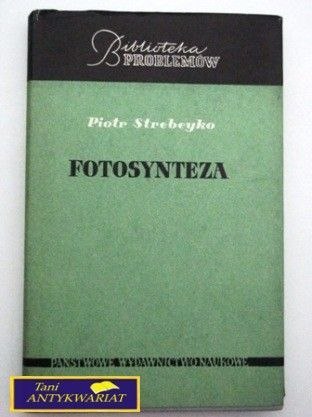 Biblioteka
PROBLEMÓW
Piotr Strebeyko
FOTOSYNTEZA
PAŃSTWOWE WYDAWNICTWO NAUKOWE
Tani
ANTYKWARIAT